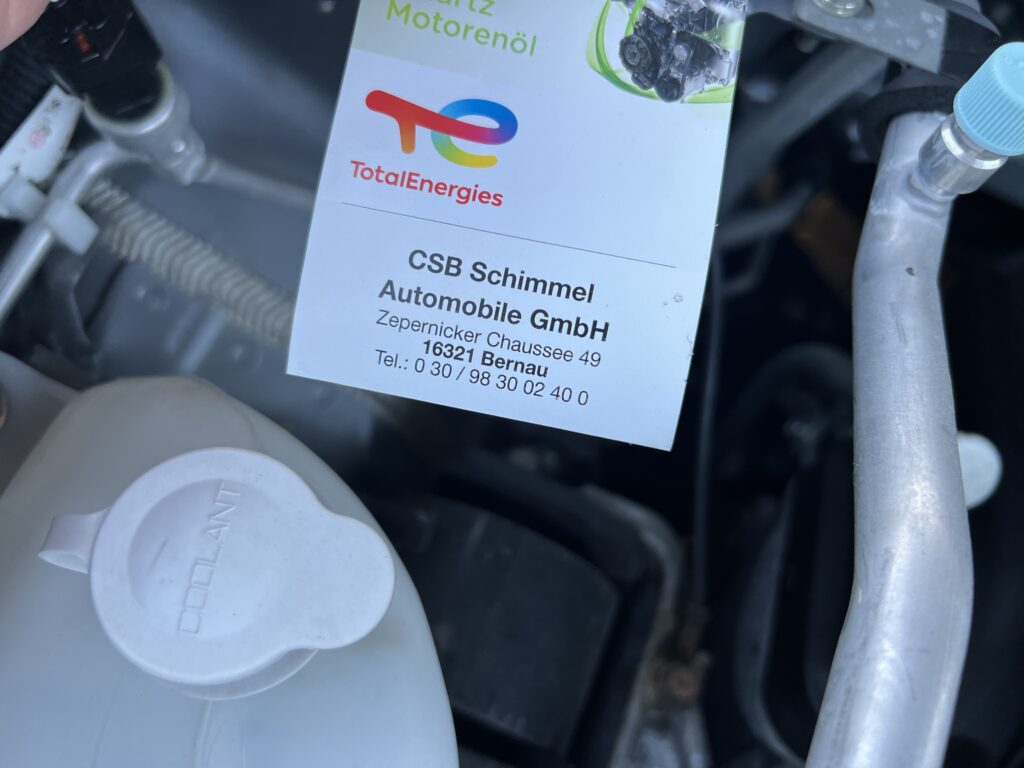 Motorenöl
TotalEnergies
CSB Schimmel
Automobile GmbH
Zepernicker Chaussee 49
16321 Bernau
Tel.: 0 30 / 98 30 02 40 0
COOLANT